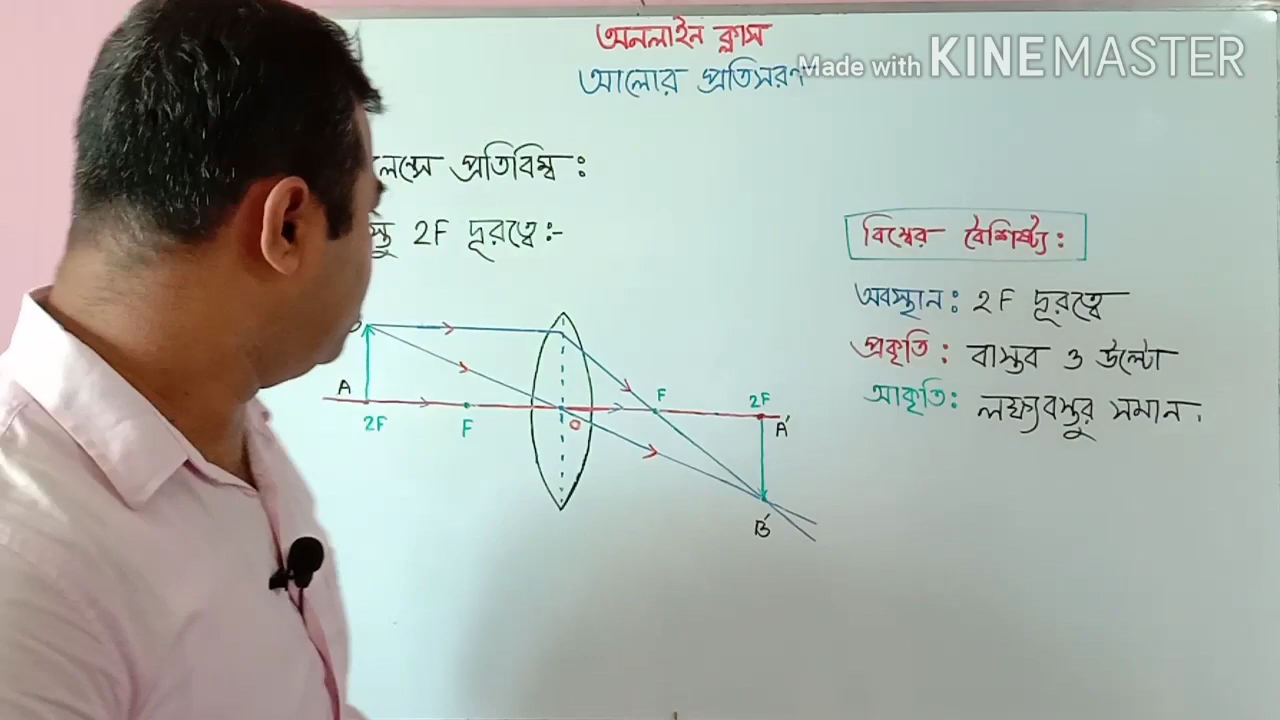 অনলাইন ক্লাস
আলোর প্রতিসরণ
Made with KINEMASTER
লেন্সে প্রতিবিম্ব :
2F দূরত্বে :-
বিম্বের বৈশিষ্ট্য :
অবস্থান : 2F দূরত্বে
প্রকৃতি : বাস্তব ও উল্টো
আকৃতি : লক্ষ্যবস্তুর সমান .
A
2F
F
O
F
2F
A′
B′